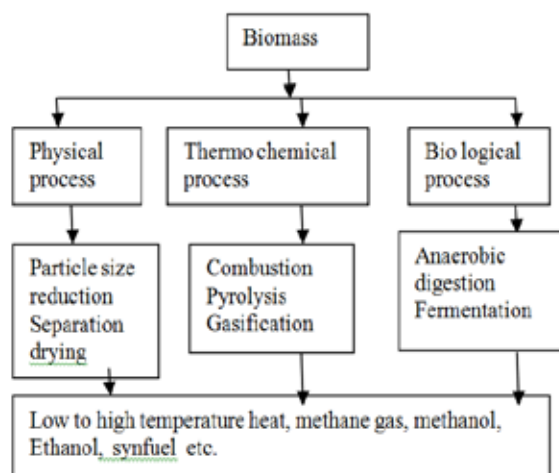 Biomass
Physical
process
Thermo chemical
process
Bio logical
process
Particle size
reduction
Separation
drying
Combustion
Pyrolysis
Gasification
Anaerobic
digestion
Fermentation
Low to high temperature heat, methane gas, methanol,
Ethanol, synfuel etc.